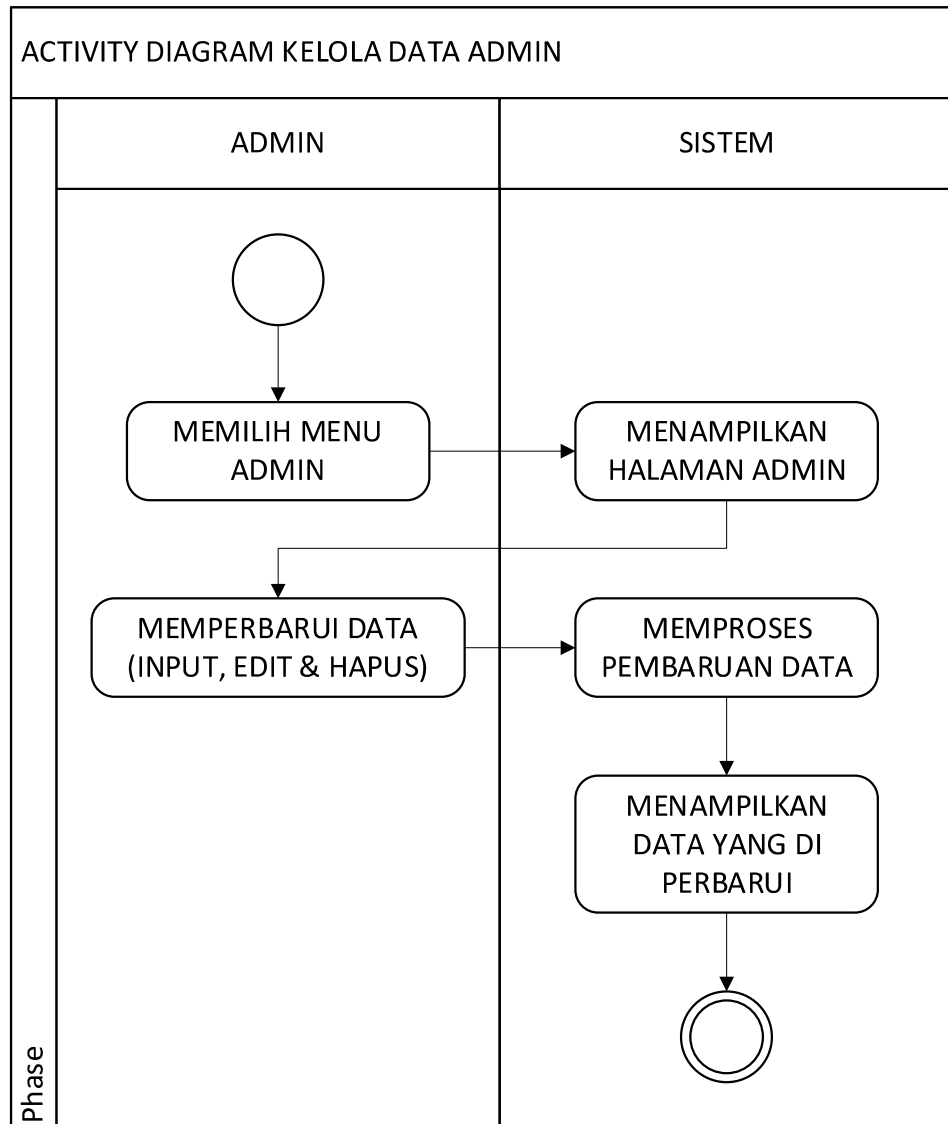 ACTIVITY DIAGRAM KELOLA DATA ADMIN
ADMIN
SISTEM
MEMILIH MENU
ADMIN
MENAMPILKAN
HALAMAN ADMIN
MEMPERBARUI DATA
(INPUT, EDIT & HAPUS)
MEMPROSES
PEMBARUAN DATA
MENAMPILKAN
DATA YANG DI
PERBARUI
Phase